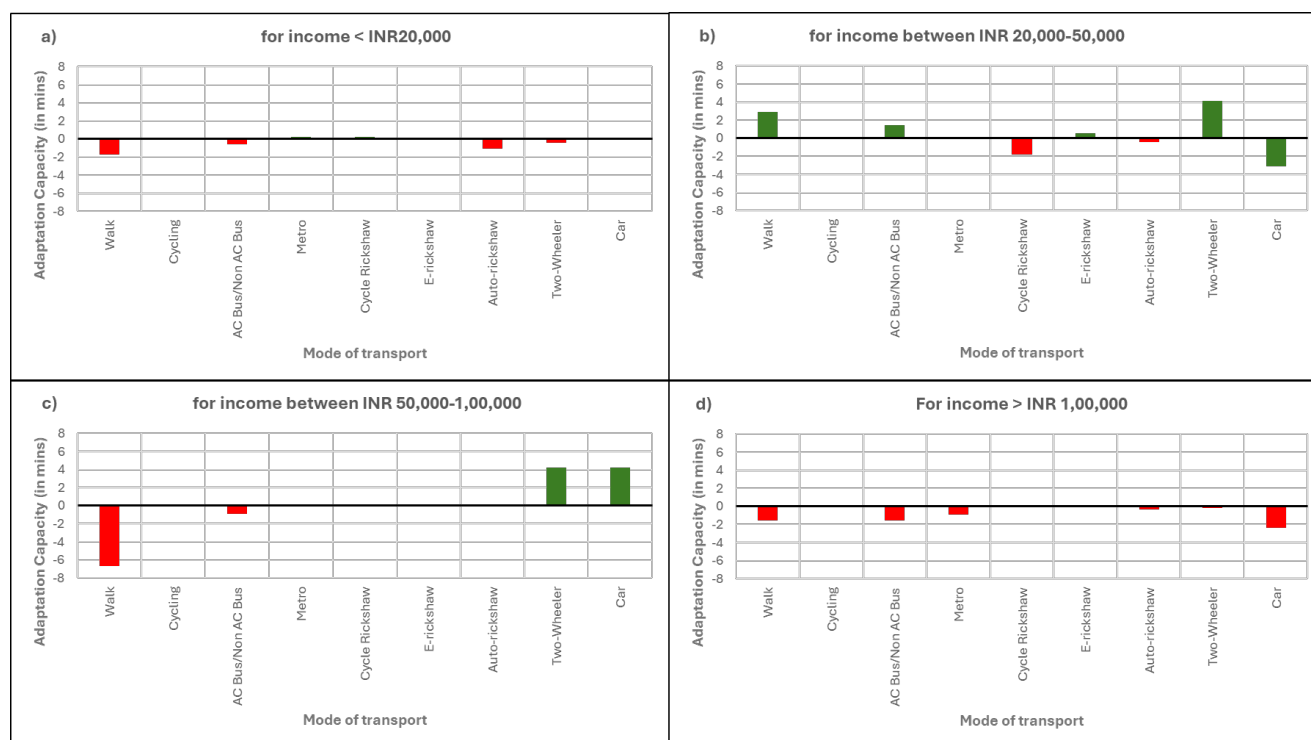 a) for income < INR20,000
Adaptation Capacity (in mins)
8
6
4
2
0
-2
-4
-6
-8
Walk
Cycling
AC Bus/Non AC Bus
Metro
Cycle Rickshaw
E-rickshaw
Auto-rickshaw
Two-Wheeler
Car
Mode of transport
b) for income between INR 20,000-50,000
Adaptation Capacity (in mins)
8
6
4
2
0
-2
-4
-6
-8
Walk
Cycling
AC Bus/Non AC Bus
Metro
Cycle Rickshaw
E-rickshaw
Auto-rickshaw
Two-Wheeler
Car
Mode of transport
c) for income between INR 50,000-1,00,000
Adaptation Capacity (in mins)
8
6
4
2
0
-2
-4
-6
-8
Walk
Cycling
AC Bus/Non AC Bus
Metro
Cycle Rickshaw
E-rickshaw
Auto-rickshaw
Two-Wheeler
Car
Mode of transport
d) For income > INR 1,00,000
Adaptation Capacity (in mins)
8
6
4
2
0
-2
-4
-6
-8
Walk
Cycling
AC Bus/Non AC Bus
Metro
Cycle Rickshaw
E-rickshaw
Auto-rickshaw
Two-Wheeler
Car
Mode of transport